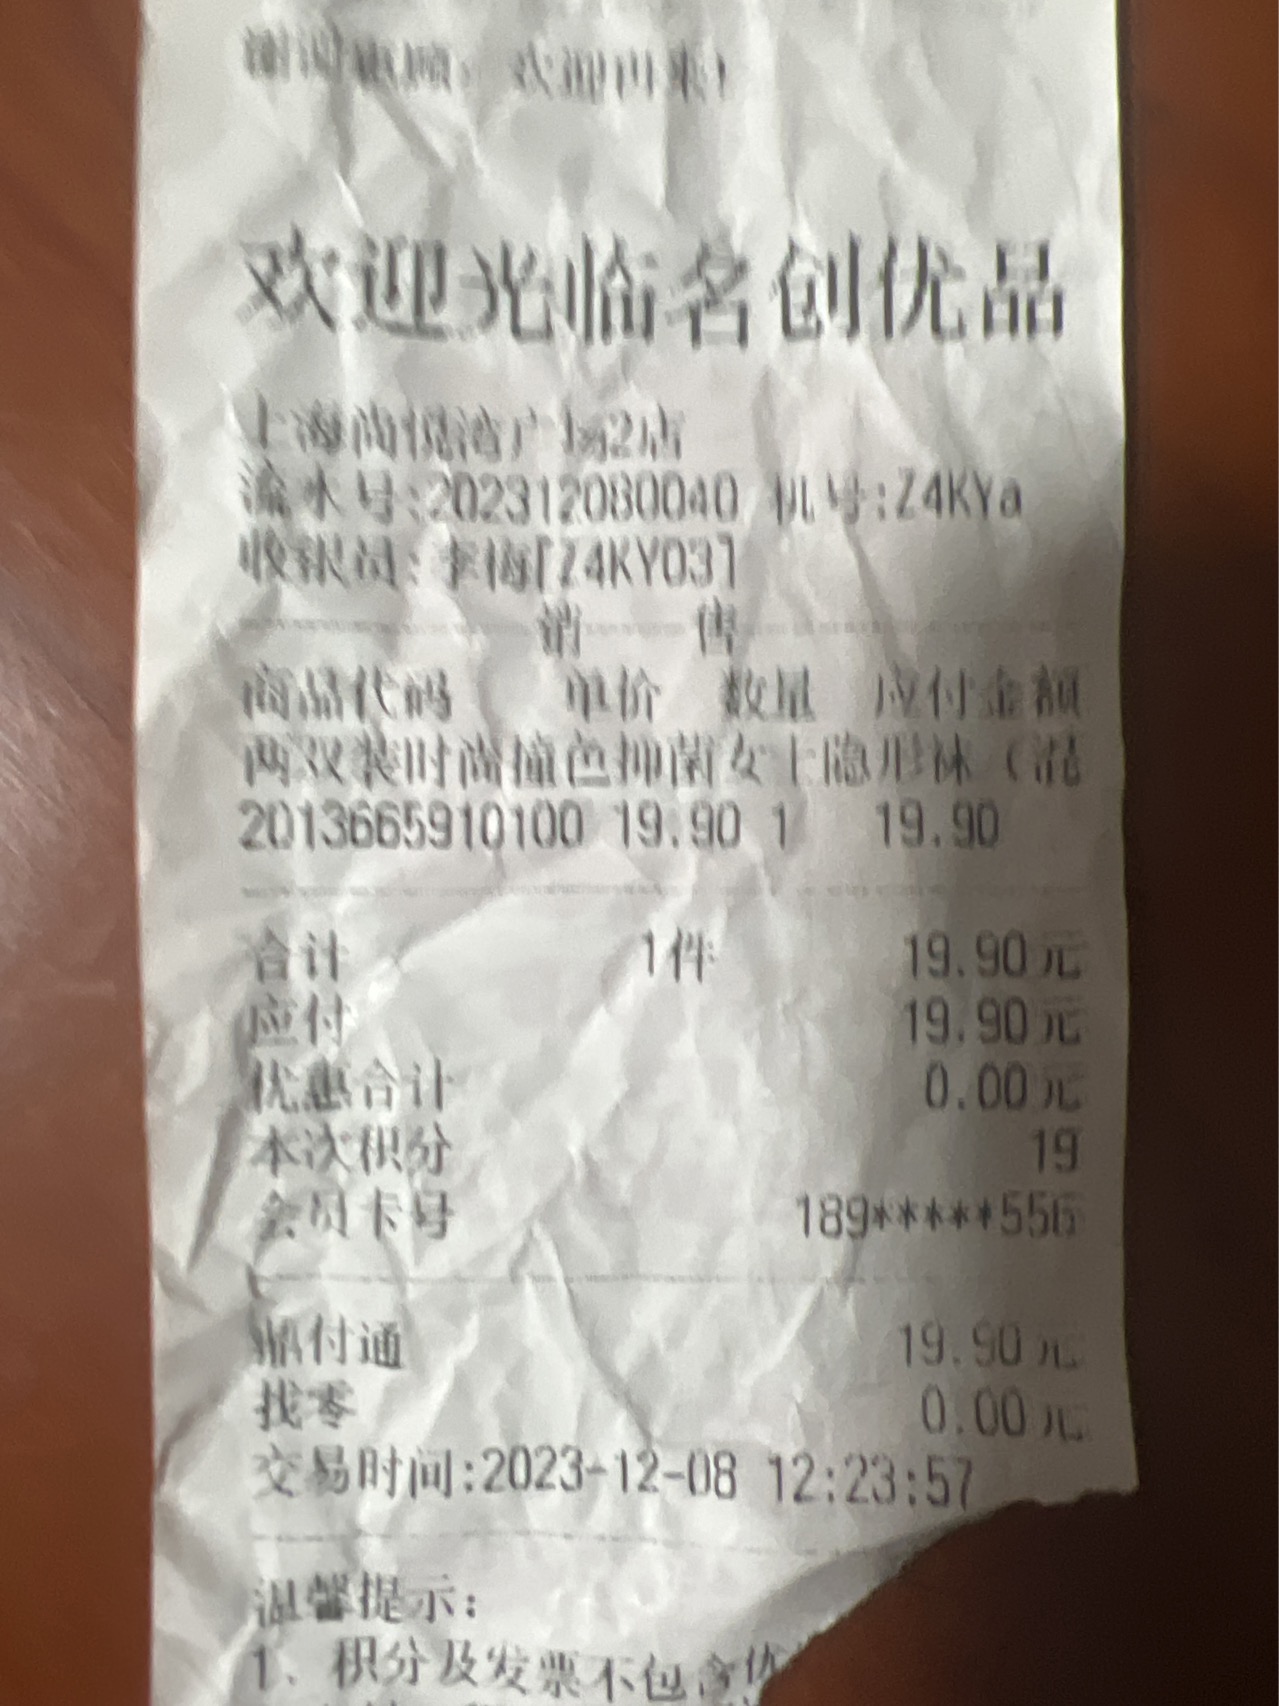 谢谢惠顾，欢迎再来！
欢迎光临名创优品
上海尚悦湾广场2店
流水号:202312080040 机号:Z4KYa
收银员:李梅[Z4KY03]
销 售
商品代码 单价 数量 应付金额
两双装时尚撞色抑菌女士隐形袜（混
2013665910100 19.90 1 19.90
合计 1件 19.90元
应付 19.90元
优惠合计 0.00元
本次积分 19
会员卡号 189*****556
鼎付通 19.90元
找零 0.00元
交易时间:2023-12-08 12:23:57
温馨提示:
1、积分及发票不包含优